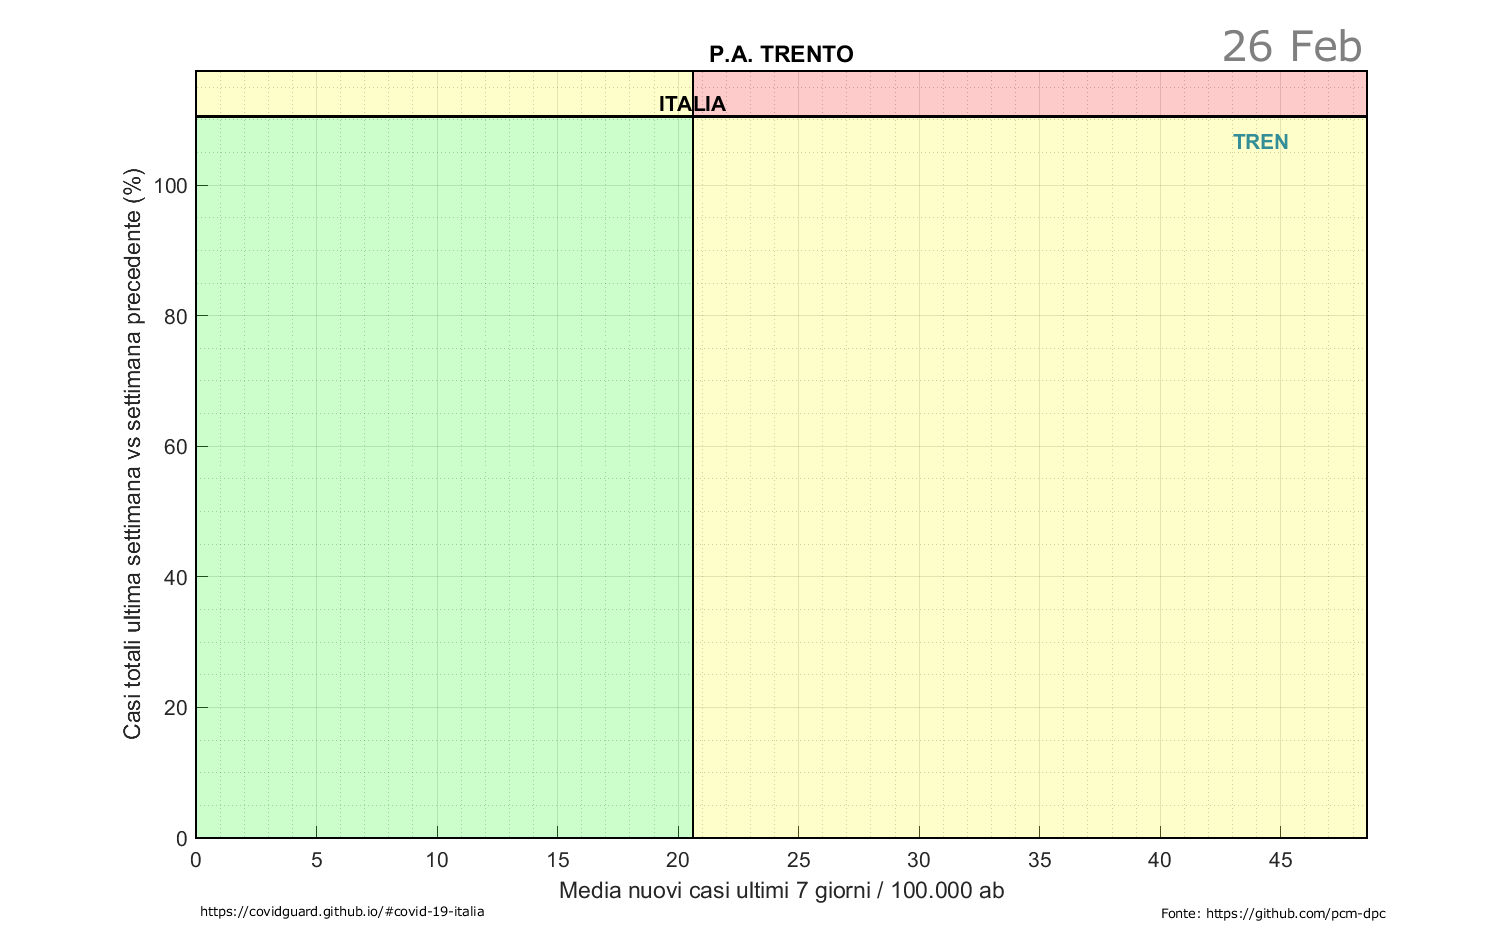 26 Feb
P.A. TRENTO
ITALIA
TREN
Casi totali ultima settimana vs settimana precedente (%)
100
80
60
40
20
0
0 5 10 15 20 25 30 35 40 45
Media nuovi casi ultimi 7 giorni / 100.000 ab
https://covidguard.github.io/#covid-19-italia
Fonte: https://github.com/pcm-dpc